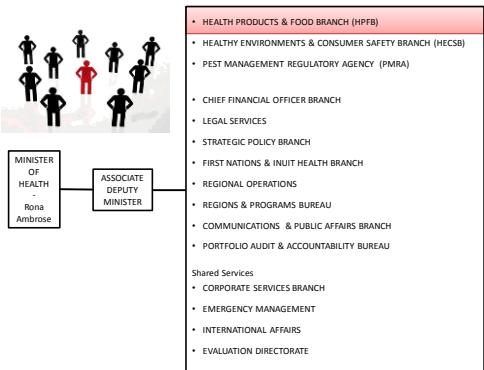 • HEALTH PRODUCTS & FOOD BRANCH (HPFB)
• HEALTHY ENVIRONMENTS & CONSUMER SAFETY BRANCH (HECSB)
• PEST MANAGEMENT REGULATORY AGENCY (PMRA)
• CHIEF FINANCIAL OFFICER BRANCH
• LEGAL SERVICES
• STRATEGIC POLICY BRANCH
• FIRST NATIONS & INUIT HEALTH BRANCH
• REGIONAL OPERATIONS
• REGIONS & PROGRAMS BUREAU
• COMMUNICATIONS & PUBLIC AFFAIRS BRANCH
• PORTFOLIO AUDIT & ACCOUNTABILITY BUREAU
Shared Services
• CORPORATE SERVICES BRANCH
• EMERGENCY MANAGEMENT
• INTERNATIONAL AFFAIRS
• EVALUATION DIRECTORATE
MINISTER
OF
HEALTH
-
Rona
Ambrose
ASSOCIATE
DEPUTY
MINISTER